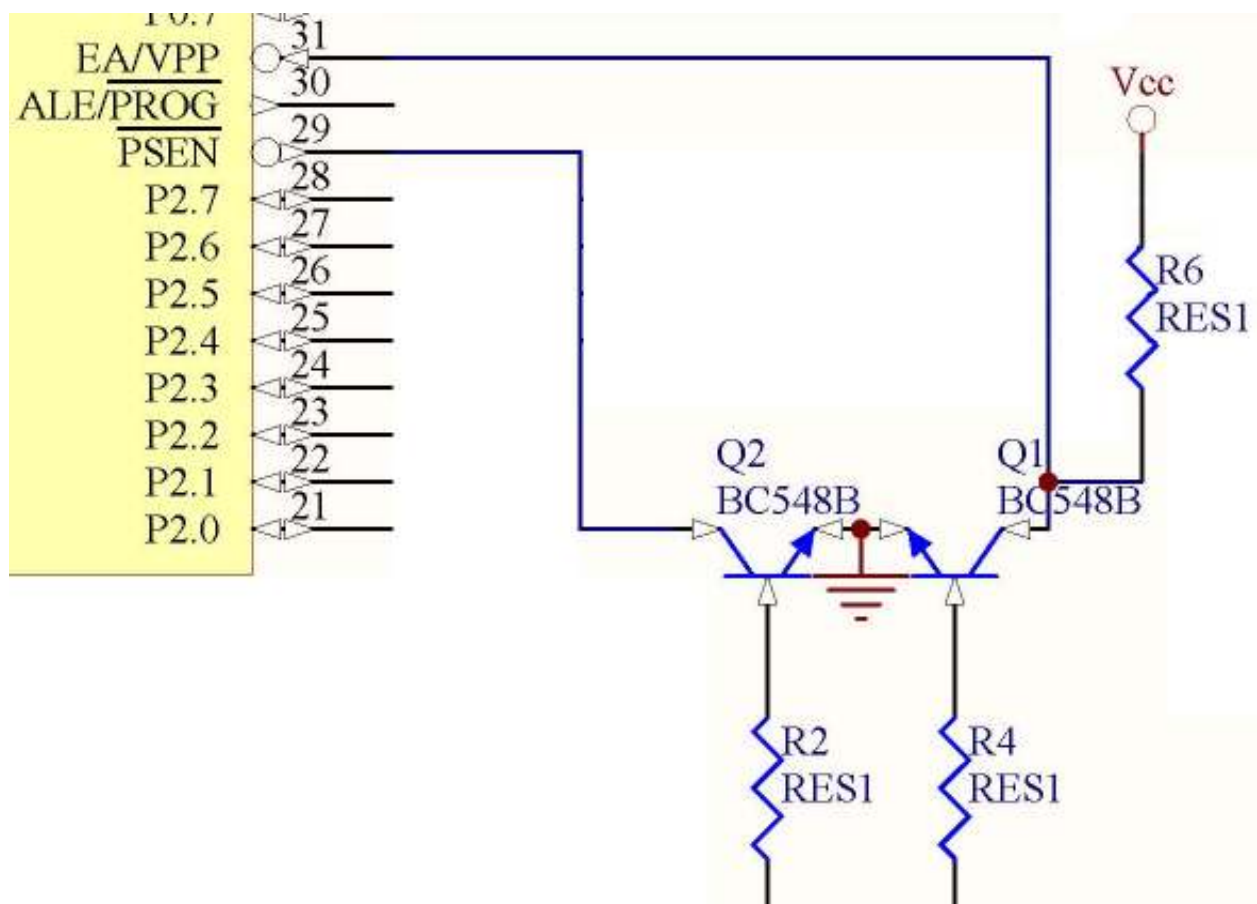 P0.7
31
EA/VPP
30
ALE/PROG
29
PSEN
28
P2.7
27
P2.6
26
P2.5
25
P2.4
24
P2.3
23
P2.2
22
P2.1
21
P2.0
Vcc
R6
RES1
Q2
BC548B
Q1
BC548B
R2
RES1
R4
RES1